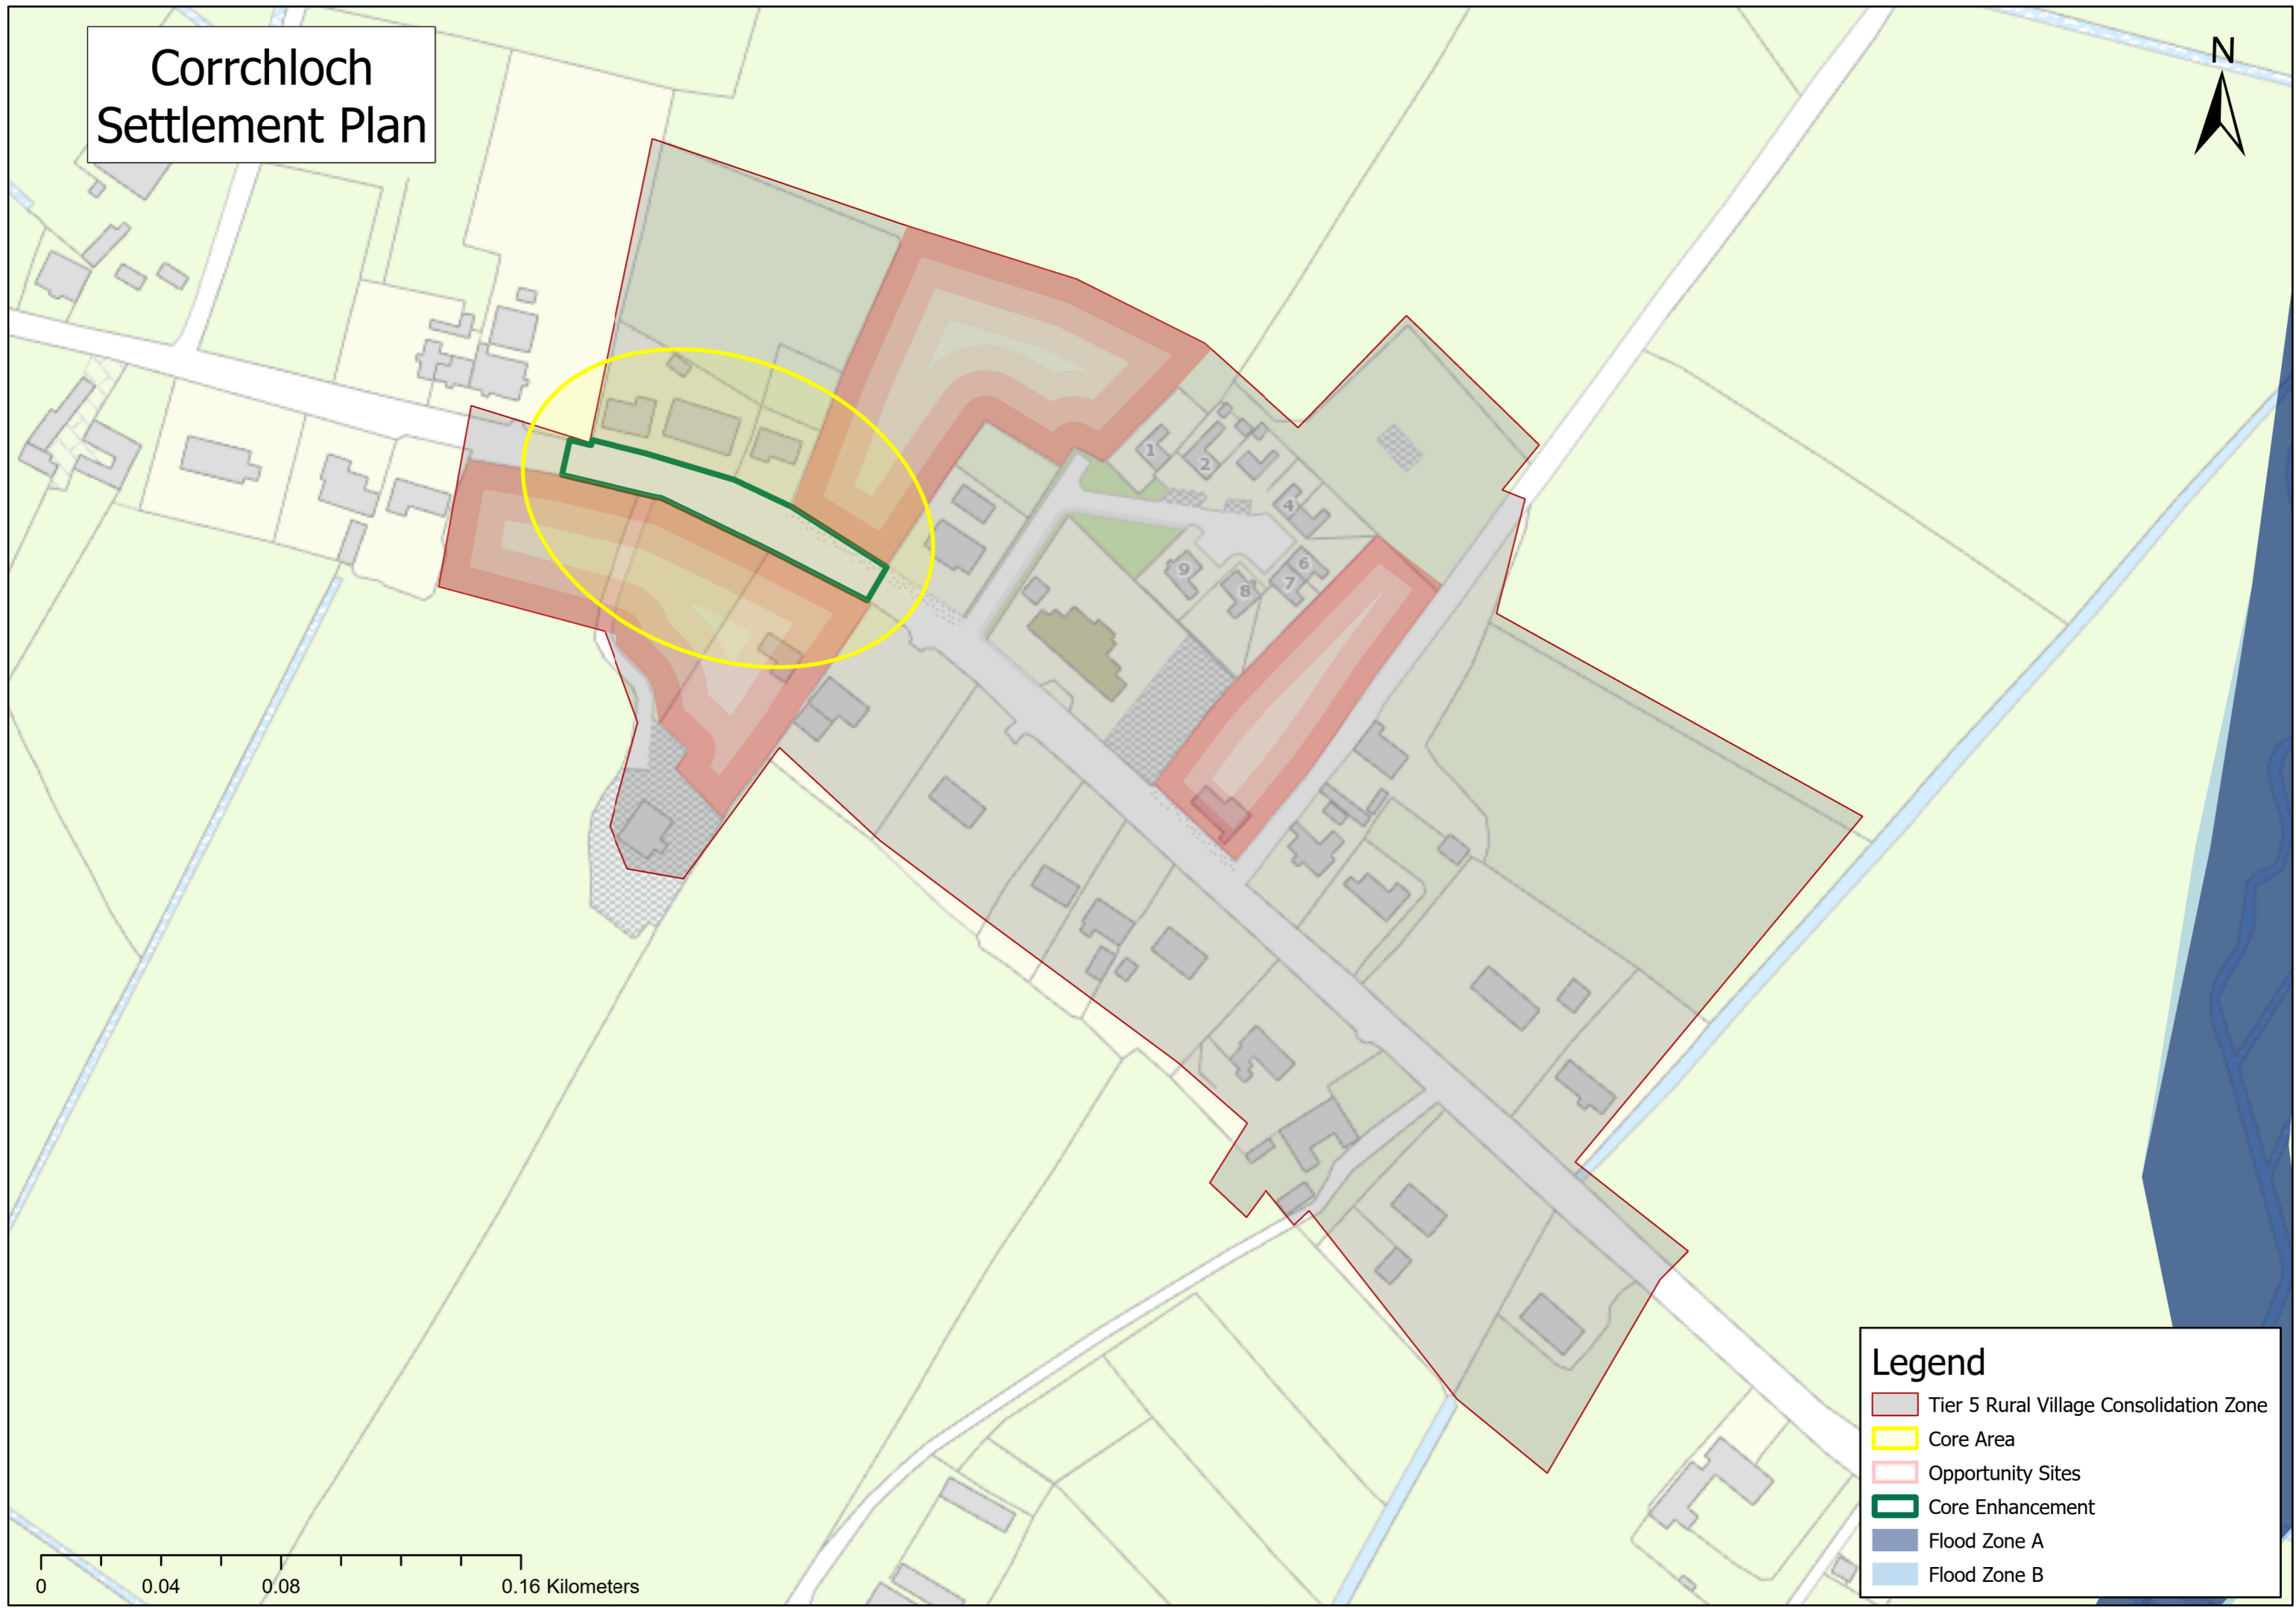 Corrchloch
Settlement Plan
N
1
2
4
6
7
8
9
Legend
Tier 5 Rural Village Consolidation Zone
Core Area
Opportunity Sites
Core Enhancement
Flood Zone A
Flood Zone B
0 0.04 0.08 0.16 Kilometers